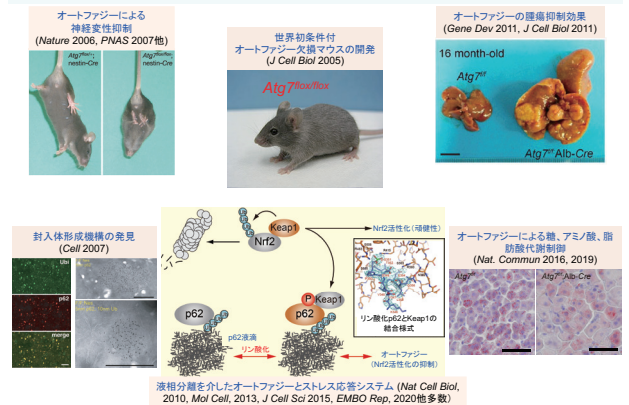 オートファジーによる
神経変性抑制
(Nature 2006, PNAS 2007他)
Atg7flox/+;
nestin-Cre
Atg7flox/flox;
nestin-Cre
世界初条件付
オートファジー欠損マウスの開発
(J Cell Biol 2005)
Atg7flox/flox
オートファジーの腫瘍抑制効果
(Gene Dev 2011, J Cell Biol 2011)
16 month-old
Atg7f/f
Atg7f/f Alb-Cre
封入体形成機構の発見
(Cell 2007)
Ubi
p62
merge
Keap1
Nrf2
Nrf2活性化(頑健性)
p62
P
Keap1
p62
リン酸化p62とKeap1の
結合様式
p62液滴
リン酸化
オートファジー
(Nrf2活性化の抑制)
液相分離を介したオートファジーとストレス応答システム (Nat Cell Biol,
2010, Mol Cell, 2013, J Cell Sci 2015, EMBO Rep, 2020他多数)
オートファジーによる糖、アミノ酸、脂
肪酸代謝制御
(Nat. Commun 2016, 2019)
Atg7f/f
Atg7f/f;Alb-Cre